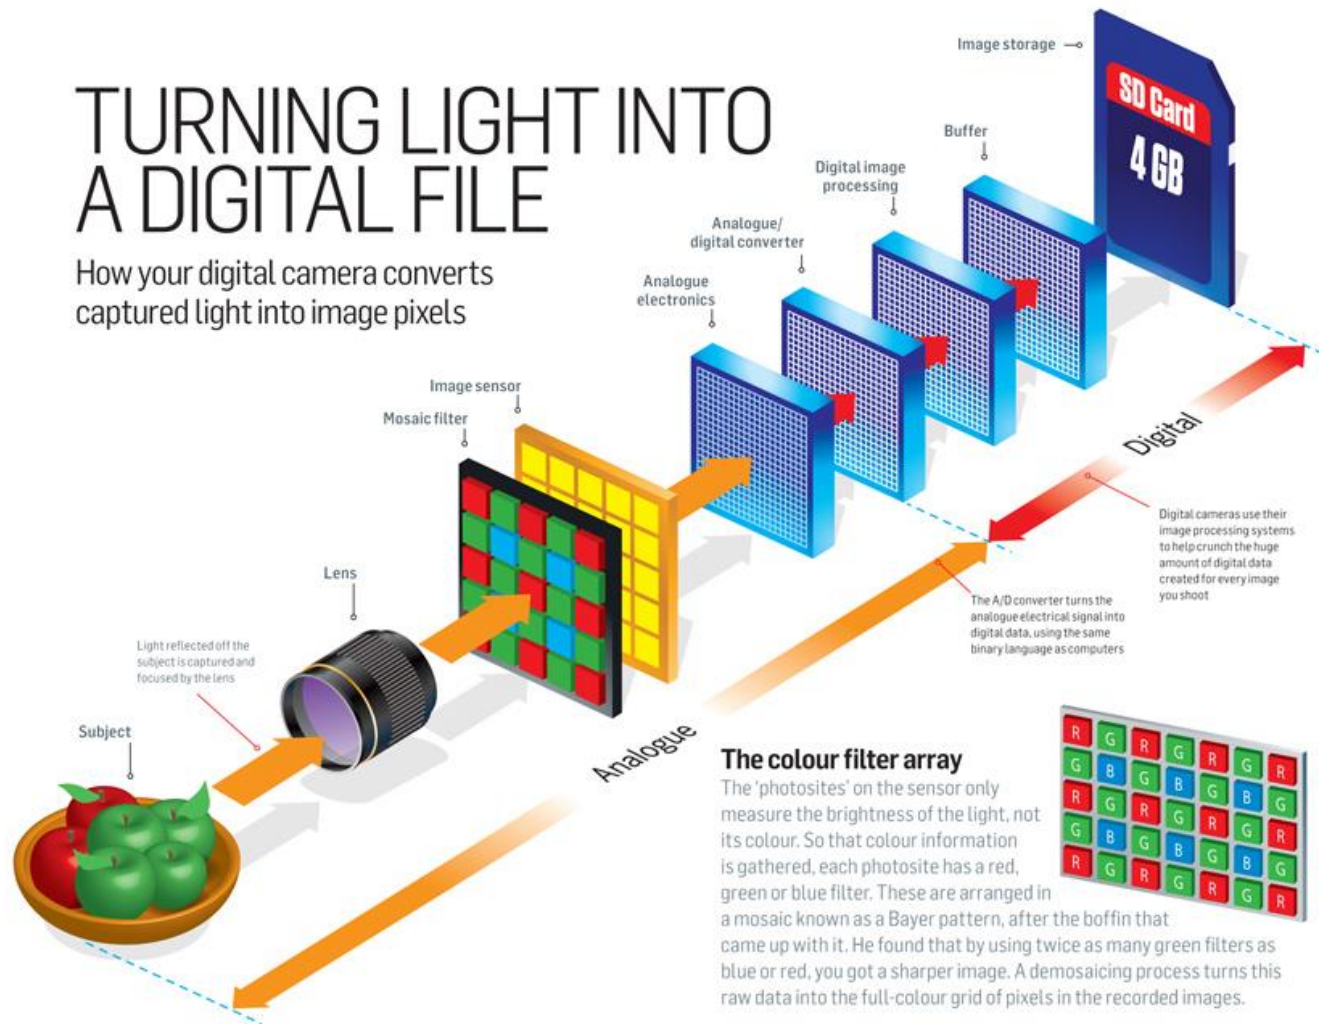 TURNING LIGHT INTO
A DIGITAL FILE
How your digital camera converts
captured light into image pixels
Image storage
SD Card
4 GB
Buffer
Digital image
processing
Analogue/
digital converter
Analogue
electronics
Image sensor
Mosaic filter
Lens
Light reflected off the
subject is captured and
focused by the lens
Subject
Analogue
Digital
Digital cameras use their
image processing systems
to help crunch the huge
amount of digital data
created for every image
you shoot
The A/D converter turns the
analogue electrical signal into
digital data, using the same
binary language as computers
The colour filter array
The 'photosites' on the sensor only
measure the brightness of the light, not
its colour. So that colour information
is gathered, each photosite has a red,
green or blue filter. These are arranged in
a mosaic known as a Bayer pattern, after the boffin that
came up with it. He found that by using twice as many green filters as
blue or red, you got a sharper image. A demosaicing process turns this
raw data into the full-colour grid of pixels in the recorded images.
R G R G R G R
G B G B G B G
R G R G R G R
G B G B G B G
R G R G R G R